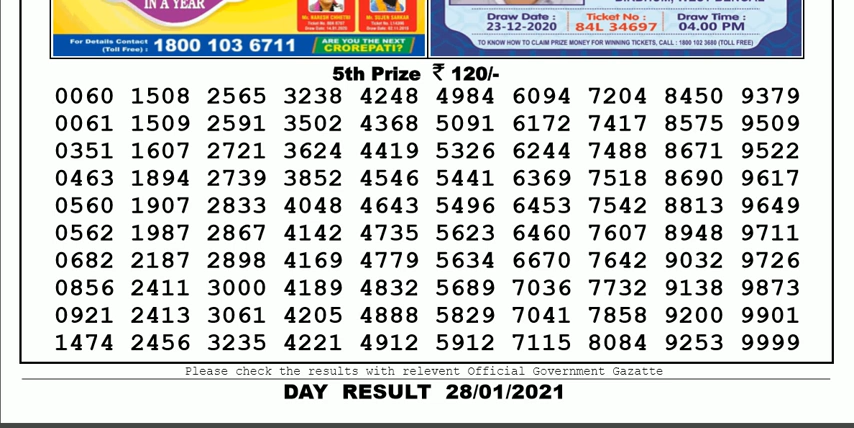 IN A YEAR
Mr. RAKESH CHHETRI
Mr. SUJEN SARKAR
For Details Contact
(Toll Free) :
1800 103 6711
ARE YOU THE NEXT
CROREPATI?
Draw Date :
23-12-2020
Ticket No :
84L 34697
Draw Time :
04.00 PM
TO KNOW HOW TO CLAIM PRIZE MONEY FOR WINNING TICKETS, CALL : 1800 102 3680 (TOLL FREE)
5th Prize ₹ 120/-
0060 1508 2565 3238 4248 4984 6094 7204 8450 9379
0061 1509 2591 3502 4368 5091 6172 7417 8575 9509
0351 1607 2721 3624 4419 5326 6244 7488 8671 9522
0463 1894 2739 3852 4546 5441 6369 7518 8690 9617
0560 1907 2833 4048 4643 5496 6453 7542 8813 9649
0562 1987 2867 4142 4735 5623 6460 7607 8948 9711
0682 2187 2898 4169 4779 5634 6670 7642 9032 9726
0856 2411 3000 4189 4832 5689 7036 7732 9138 9873
0921 2413 3061 4205 4888 5829 7041 7858 9200 9901
1474 2456 3235 4221 4912 5912 7115 8084 9253 9999
Please check the results with relevent Official Government Gazatte
DAY RESULT 28/01/2021